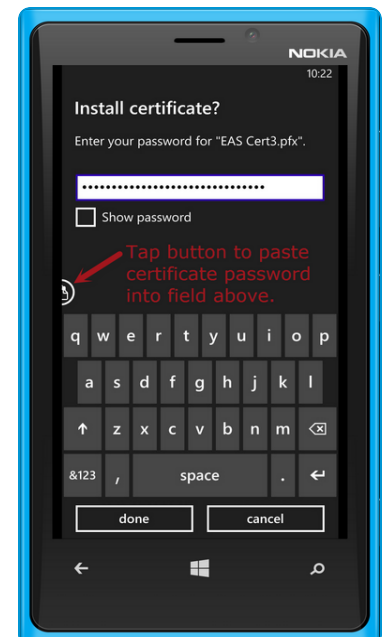 NOKIA
10:22
Install certificate?
Enter your password for "EAS Cert3.pfx".
••••••••••••••••••••••••••••••••
Show password
Tap button to paste
certificate password
into field above.
q w e r t y u i o p
a s d f g h j k l
z x c v b n m
&123 , space .
done cancel